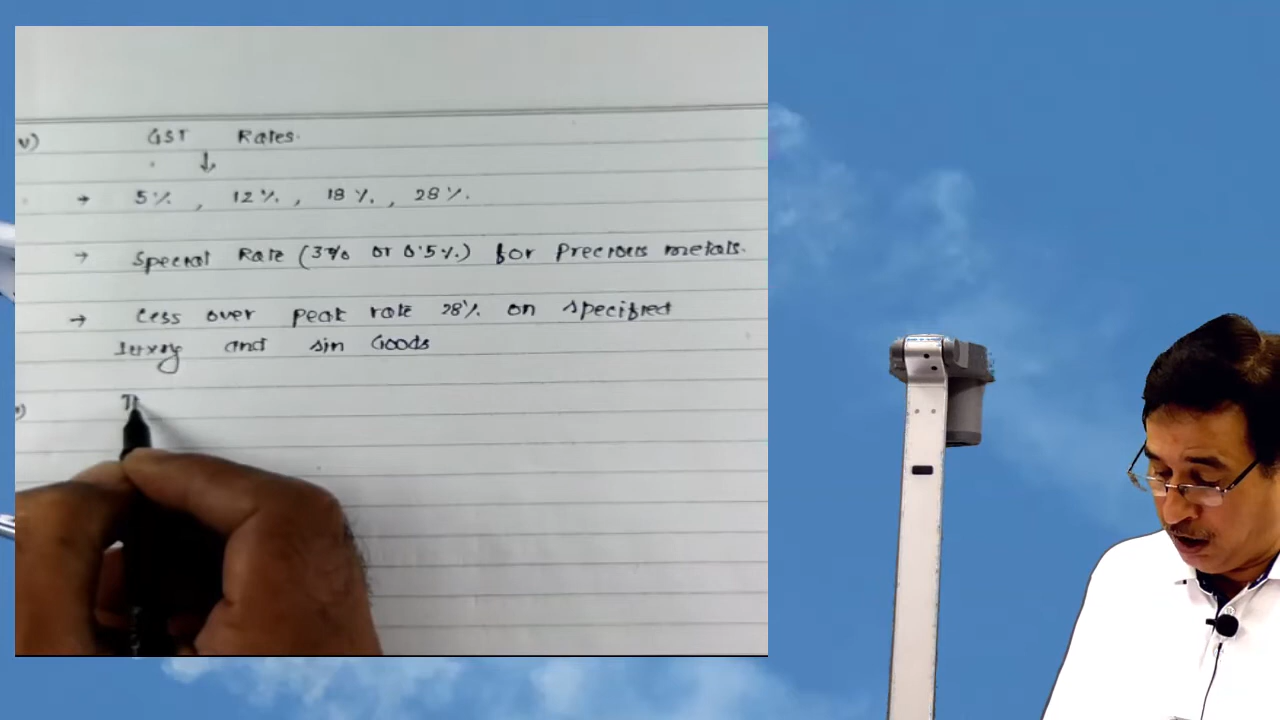 v) GST Rates.
↓
→ 5%, 12%, 18%, 28%.
→ Special Rate (3% or 0.5%) for Precious metals.
→ Cess over peak rate 28% on specified
luxury and sin Goods